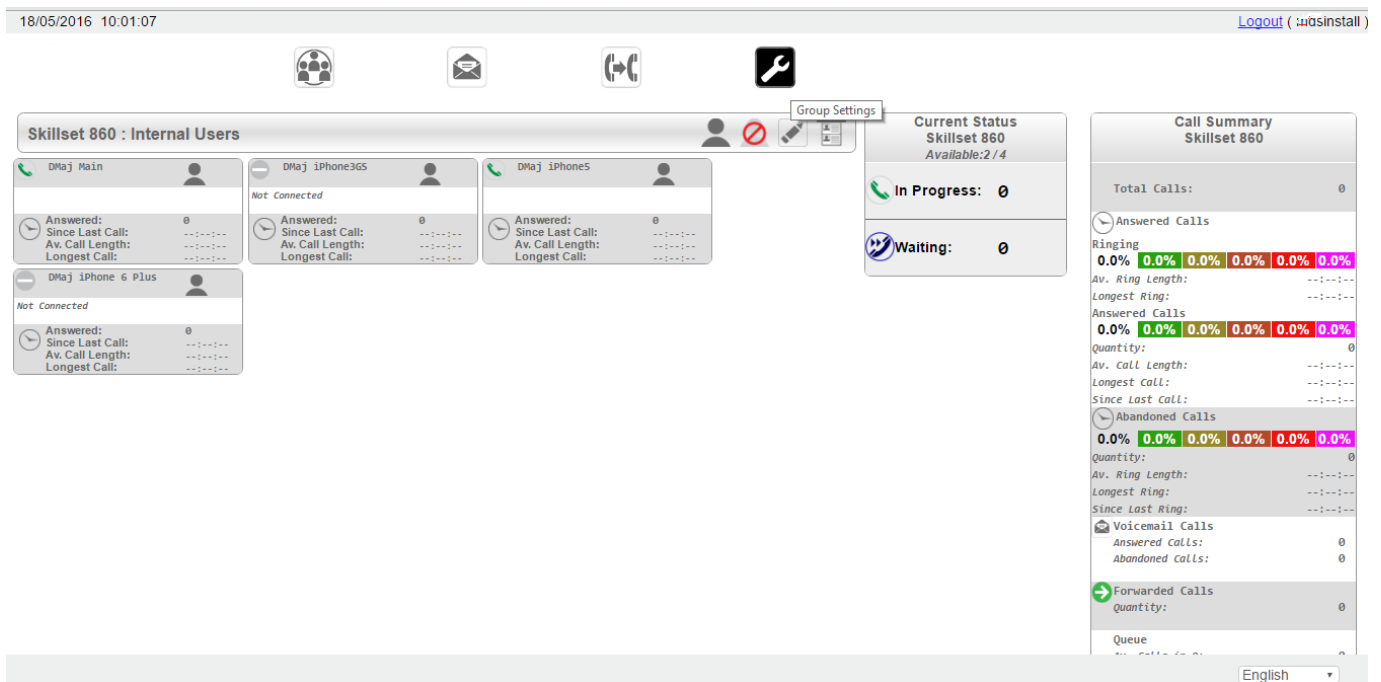 18/05/2016 10:01:07
Logout
Group Settings
Skillset 860 : Internal Users
DMaj Main
Answered: 0
Since Last Call: --:--:--
Av. Call Length: --:--:--
Longest Call: --:--:--
DMaj iPhone3GS
Not Connected
Answered: 0
Since Last Call: --:--:--
Av. Call Length: --:--:--
Longest Call: --:--:--
DMaj iPhone5
Answered: 0
Since Last Call: --:--:--
Av. Call Length: --:--:--
Longest Call: --:--:--
DMaj iPhone 6 Plus
Not Connected
Answered: 0
Since Last Call: --:--:--
Av. Call Length: --:--:--
Longest Call: --:--:--
Current Status
Skillset 860
Available:2/4
In Progress: 0
Waiting: 0
Call Summary
Skillset 860
Total Calls: 0
Answered Calls
Ringing
0.0% 0.0% 0.0% 0.0% 0.0% 0.0%
Av. Ring Length: --:--:--
Longest Ring: --:--:--
Answered Calls
0.0% 0.0% 0.0% 0.0% 0.0% 0.0%
Quantity: 0
Av. Call Length: --:--:--
Longest Call: --:--:--
Since Last Call: --:--:--
Abandoned Calls
0.0% 0.0% 0.0% 0.0% 0.0% 0.0%
Quantity: 0
Av. Ring Length: --:--:--
Longest Ring: --:--:--
Since Last Ring: --:--:--
Voicemail Calls
Answered Calls: 0
Abandoned Calls: 0
Forwarded Calls
Quantity: 0
Queue
English